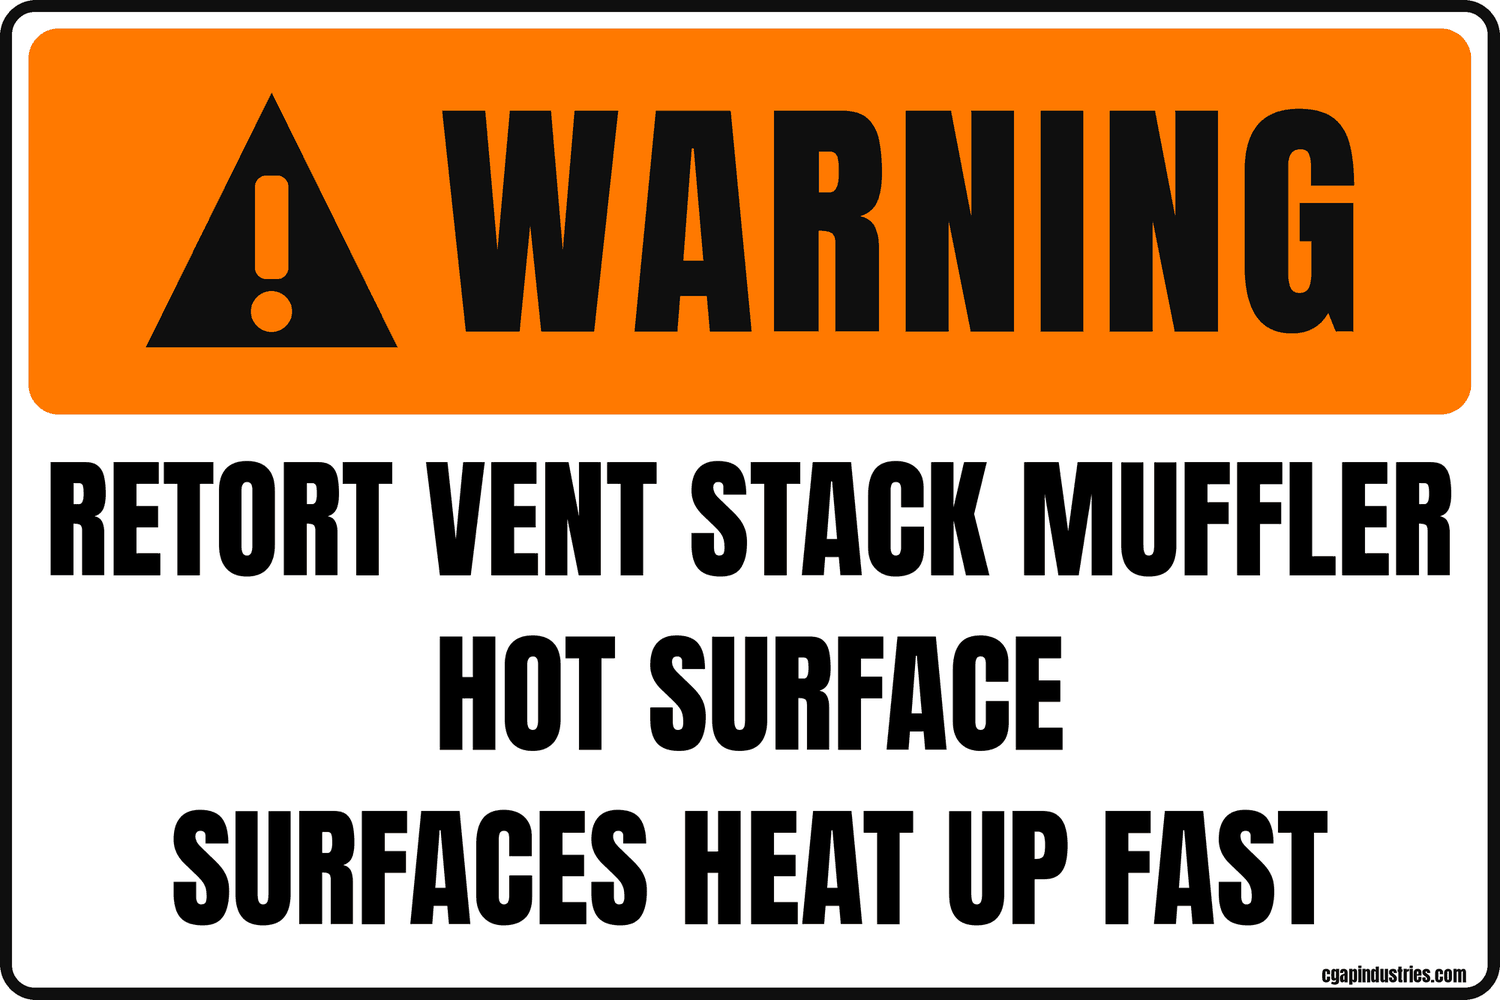 WARNING
RETORT VENT STACK MUFFLER
HOT SURFACE
SURFACES HEAT UP FAST
cgapindustries.com